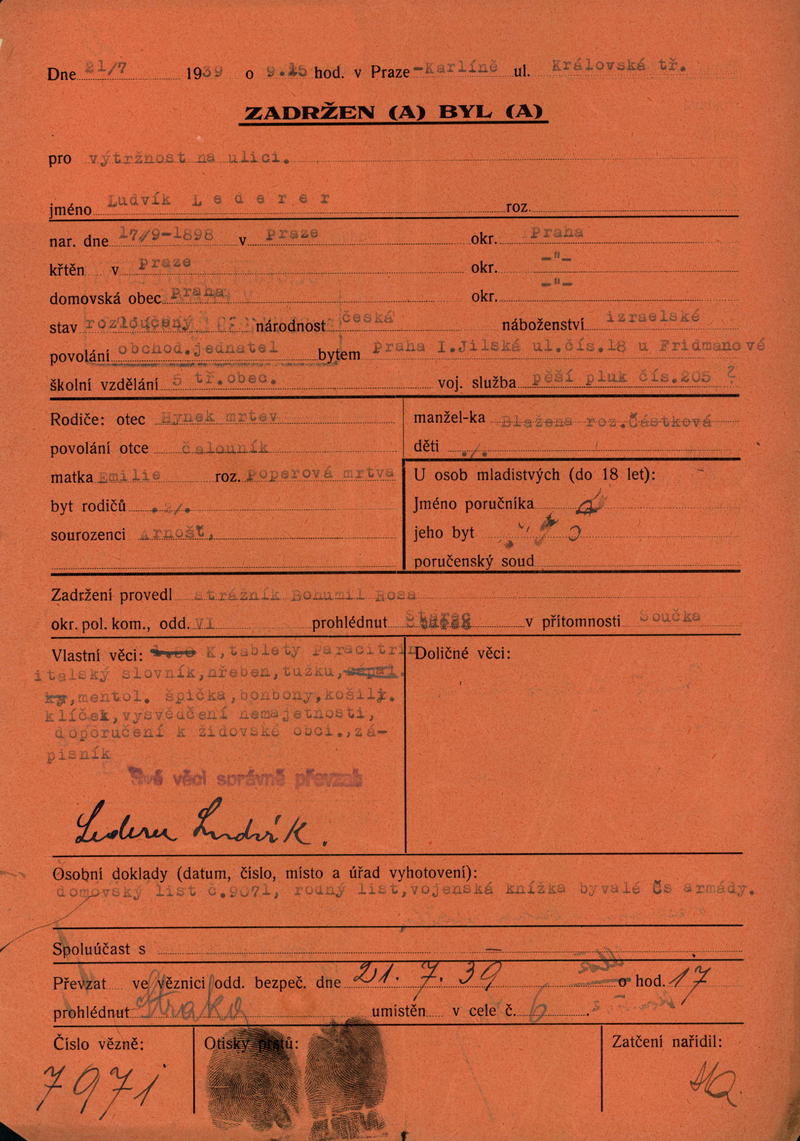 Dne 21/7 1939 o 9.15 hod. v Praze-Karlíně ul. Královská tř.
ZADRŽEN (A) BYL (A)
pro výtržnost na ulici.
jméno Ludvík Lederer roz.
nar. dne 17/9-1898 v Praze okr. Praha
křtěn v Praze okr. -"-
domovská obec Praha okr. -"-
stav rozloučený národnost česká náboženství izraelské
povolání obchod.jednatel bytem Praha I.Jilská ul.čís.18 u Fridmanové
školní vzdělání 5 tř.obec. voj. služba pěší pluk čís.205 ?
Rodiče: otec Hynek mrtev
manžel-ka Blažena roz.Částková
povolání otce čalouník
děti ./.
matka Emilie roz. Poperová mrtva
U osob mladistvých (do 18 let):
byt rodičů ./.
Jméno poručníka
sourozenci Arnošt,
jeho byt
poručenský soud
Zadržení provedl strážník Bohumil Rosa
okr. pol. kom., odd. VI prohlédnut v přítomnosti Součka
Vlastní věci: K,tablety Paracitrin
Doličné věci:
italský slovník,hřeben,tužku,
mentol. špička,bonbony,košili.
klíček,vysvědčení nemajetnosti,
doporučení k židovské obci.,zá-
pisník
Své věci správně převzal
Lederer Ludvík.
Osobní doklady (datum, číslo, místo a úřad vyhotovení):
domovský list č.9071, rodný list,vojenská knížka bývalé čs armády.
Spoluúčast s —
Převzat ve věznici odd. bezpeč. dne 21. 7. 39 o hod. 17
prohlédnut Straka umístěn v cele č. 6
Číslo vězně:
Otisky prstů:
Zatčení nařídil:
7971